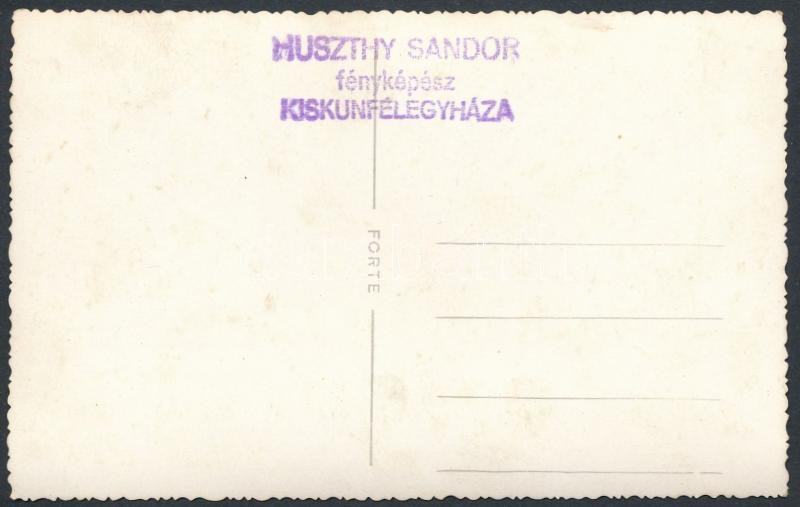 HUSZTHY SANDOR
fényképész
KISKUNFÉLEGYHÁZA
FORTE